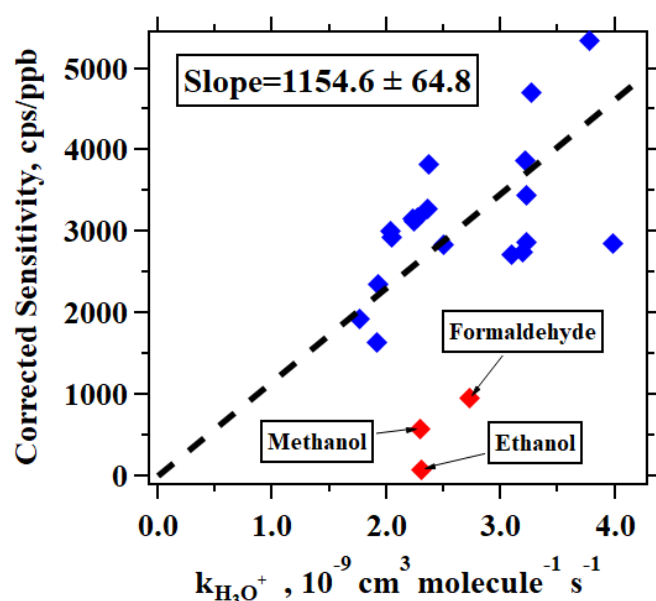 Slope=1154.6 ± 64.8
Corrected Sensitivity, cps/ppb
5000
4000
3000
2000
1000
0
Formaldehyde
Methanol
Ethanol
0.0 1.0 2.0 3.0 4.0
k_H₃O⁺ , 10⁻⁹ cm³ molecule⁻¹ s⁻¹